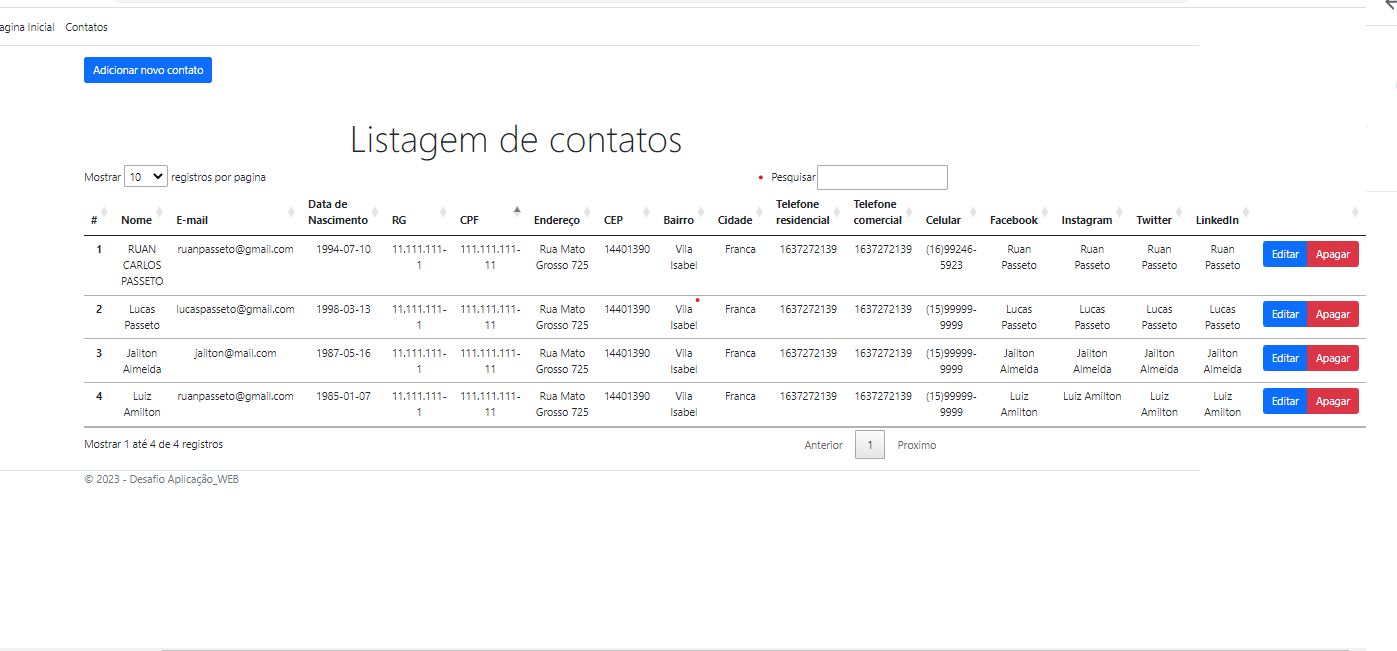 agina Inicial Contatos
Adicionar novo contato
Listagem de contatos
Mostrar 10 registros por pagina Pesquisar
Data de Telefone Telefone
# Nome E-mail Nascimento RG CPF Endereço CEP Bairro Cidade residencial comercial Celular Facebook Instagram Twitter LinkedIn
1 RUAN ruanpasseto@gmail.com 1994-07-10 11.111.111- 111.111.111- Rua Mato 14401390 Vila Franca 1637272139 1637272139 (16)99246- Ruan Ruan Ruan Ruan Editar Apagar
CARLOS 1 11 Grosso 725 Isabel 5923 Passeto Passeto Passeto Passeto
PASSETO
2 Lucas lucaspasseto@gmail.com 1998-03-13 11.111.111- 111.111.111- Rua Mato 14401390 Vila Franca 1637272139 1637272139 (15)99999- Lucas Lucas Lucas Lucas Editar Apagar
Passeto 1 11 Grosso 725 Isabel 9999 Passeto Passeto Passeto Passeto
3 Jailton jailton@mail.com 1987-05-16 11.111.111- 111.111.111- Rua Mato 14401390 Vila Franca 1637272139 1637272139 (15)99999- Jailton Jailton Jailton Jailton Editar Apagar
Almeida 1 11 Grosso 725 Isabel 9999 Almeida Almeida Almeida Almeida
4 Luiz ruanpasseto@gmail.com 1985-01-07 11.111.111- 111.111.111- Rua Mato 14401390 Vila Franca 1637272139 1637272139 (15)99999- Luiz Luiz Amilton Luiz Luiz Editar Apagar
Amilton 1 11 Grosso 725 Isabel 9999 Amilton Amilton Amilton
Mostrar 1 até 4 de 4 registros Anterior 1 Proximo
© 2023 - Desafio Aplicação_WEB